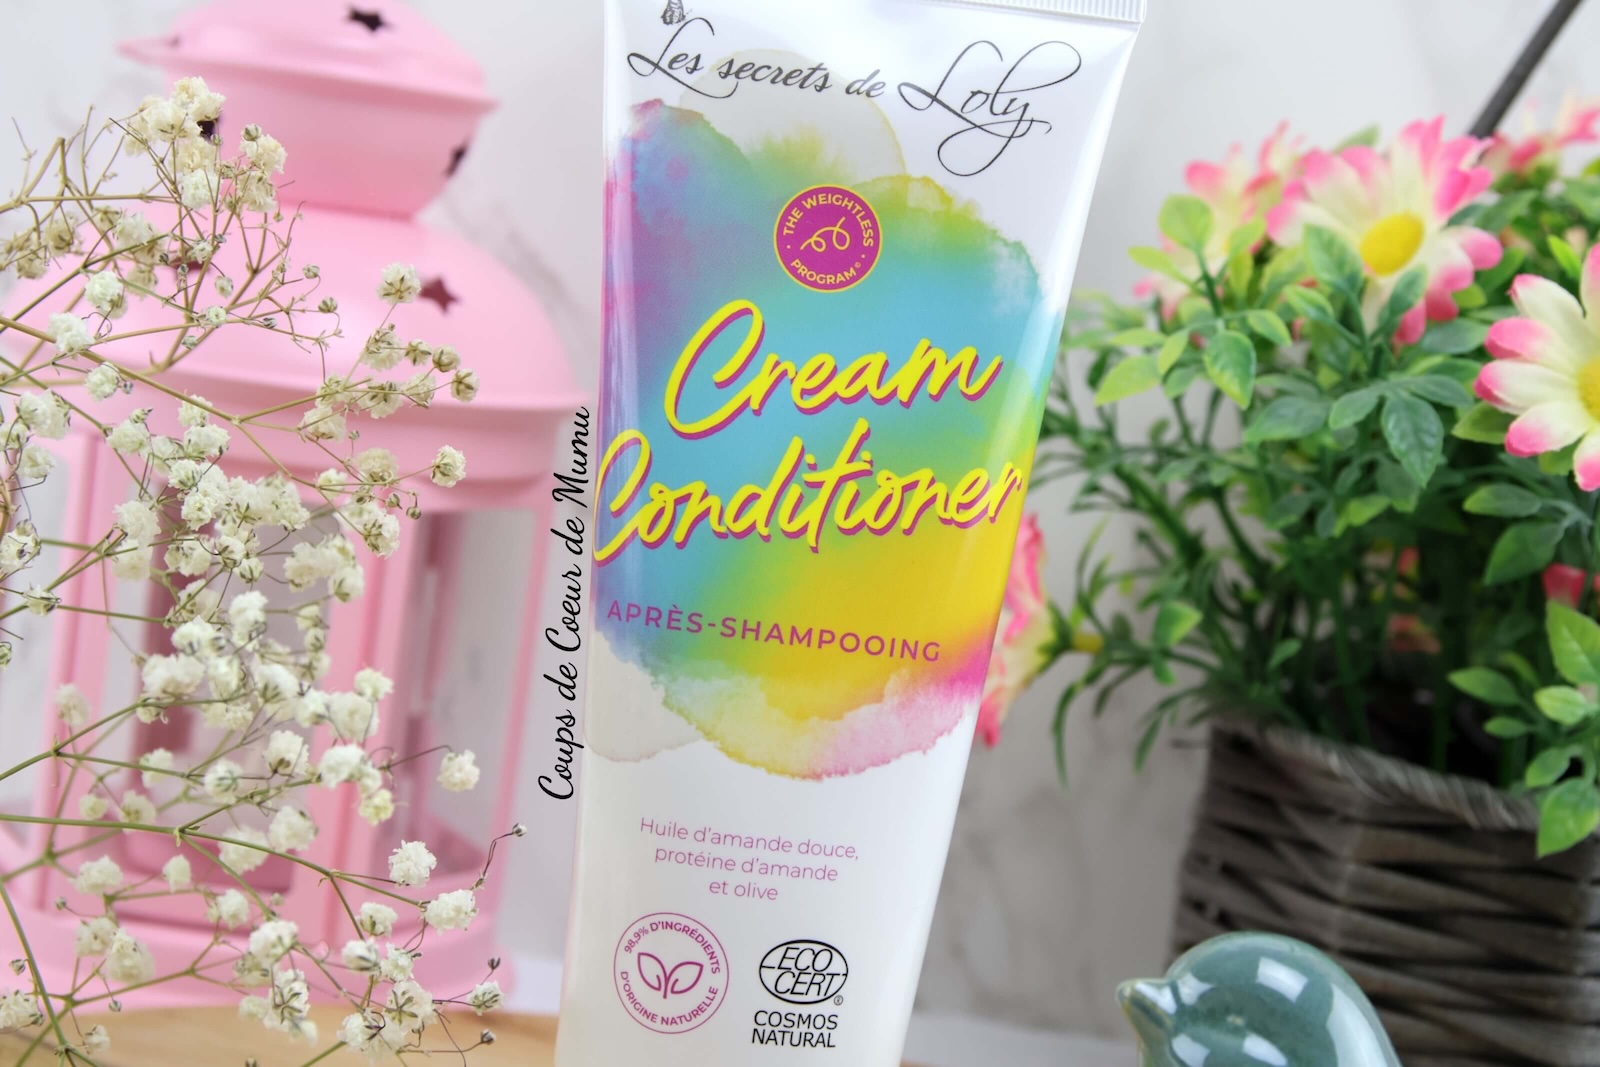 Les secrets de Loly
THE WEIGHTLESS
PROGRAM©
Cream
Conditioner
APRÈS-SHAMPOOING
Huile d'amande douce,
protéine d'amande
et olive
98,9% D'INGRÉDIENTS
D'ORIGINE NATURELLE
ECO
CERT®
COSMOS
NATURAL
Coups de Coeur de Mumu